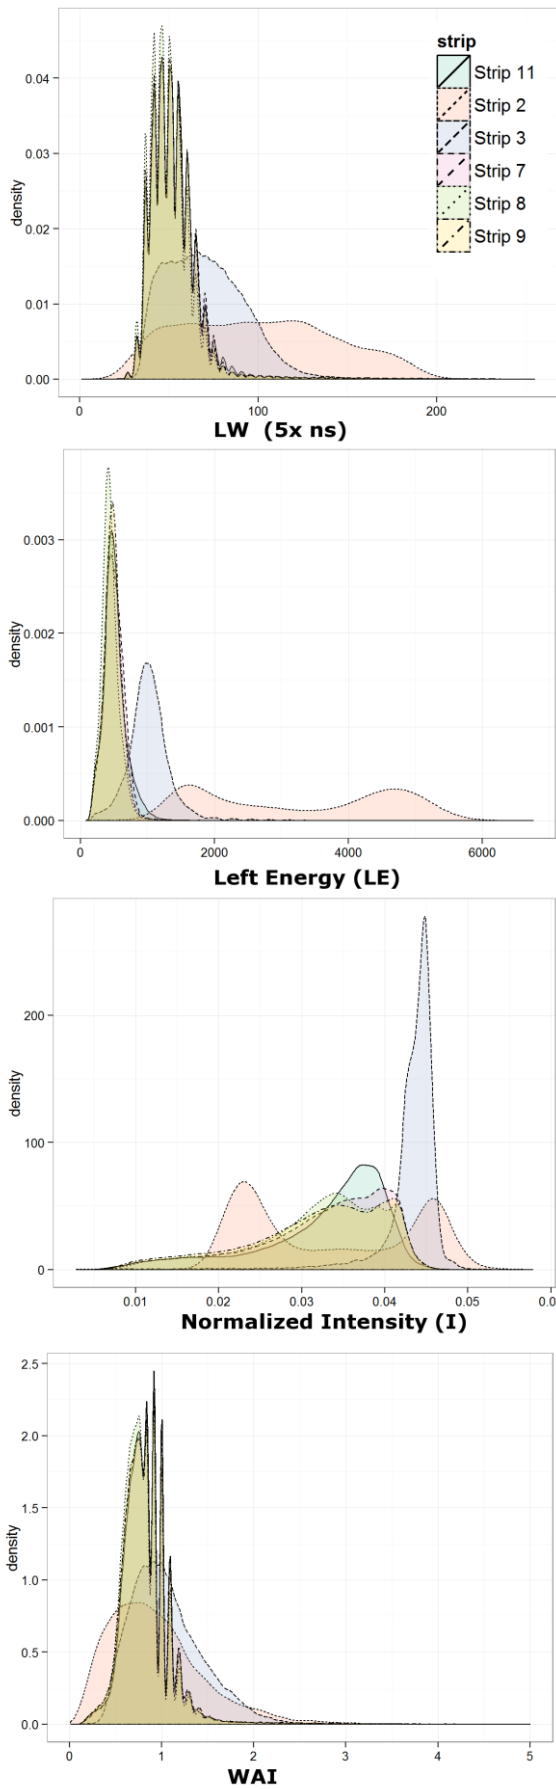 strip
Strip 11
Strip 2
Strip 3
Strip 7
Strip 8
Strip 9
density
0.04
0.03
0.02
0.01
0.00
0 100 200
LW (5x ns)
density
0.003
0.002
0.001
0.000
0 2000 4000 6000
Left Energy (LE)
density
200
100
0
0.01 0.02 0.03 0.04 0.05 0.0
Normalized Intensity (I)
density
2.5
2.0
1.5
1.0
0.5
0.0
0 1 2 3 4 5
WAI